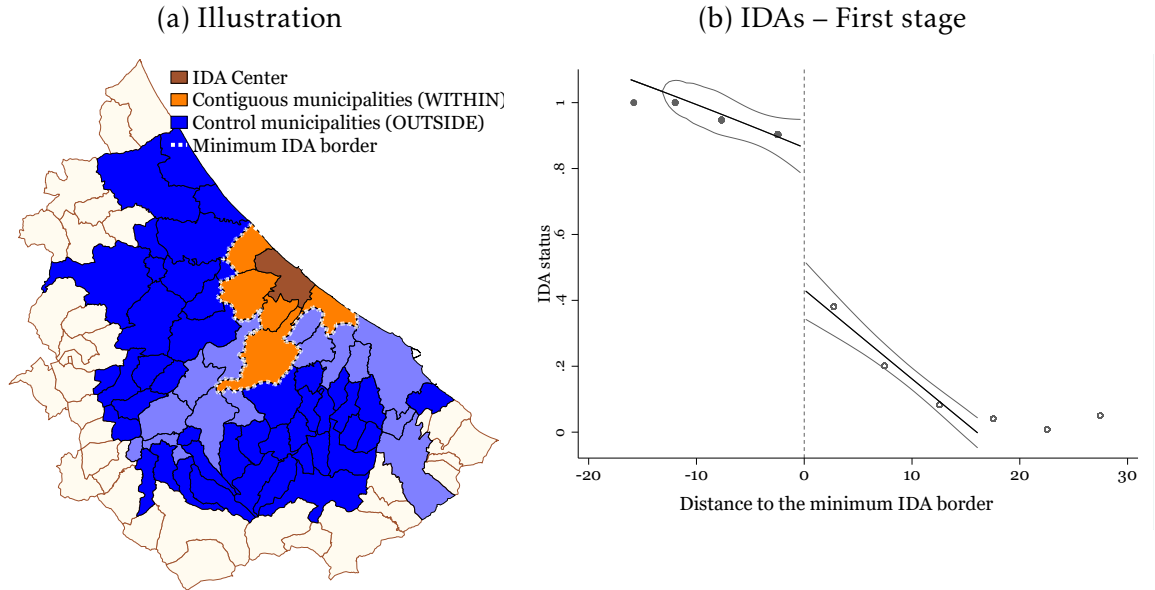 (a) Illustration
IDA Center
Contiguous municipalities (WITHIN)
Control municipalities (OUTSIDE)
Minimum IDA border
(b) IDAs – First stage
IDA status
1
.8
.6
.4
.2
0
-20 -10 0 10 20 30
Distance to the minimum IDA border